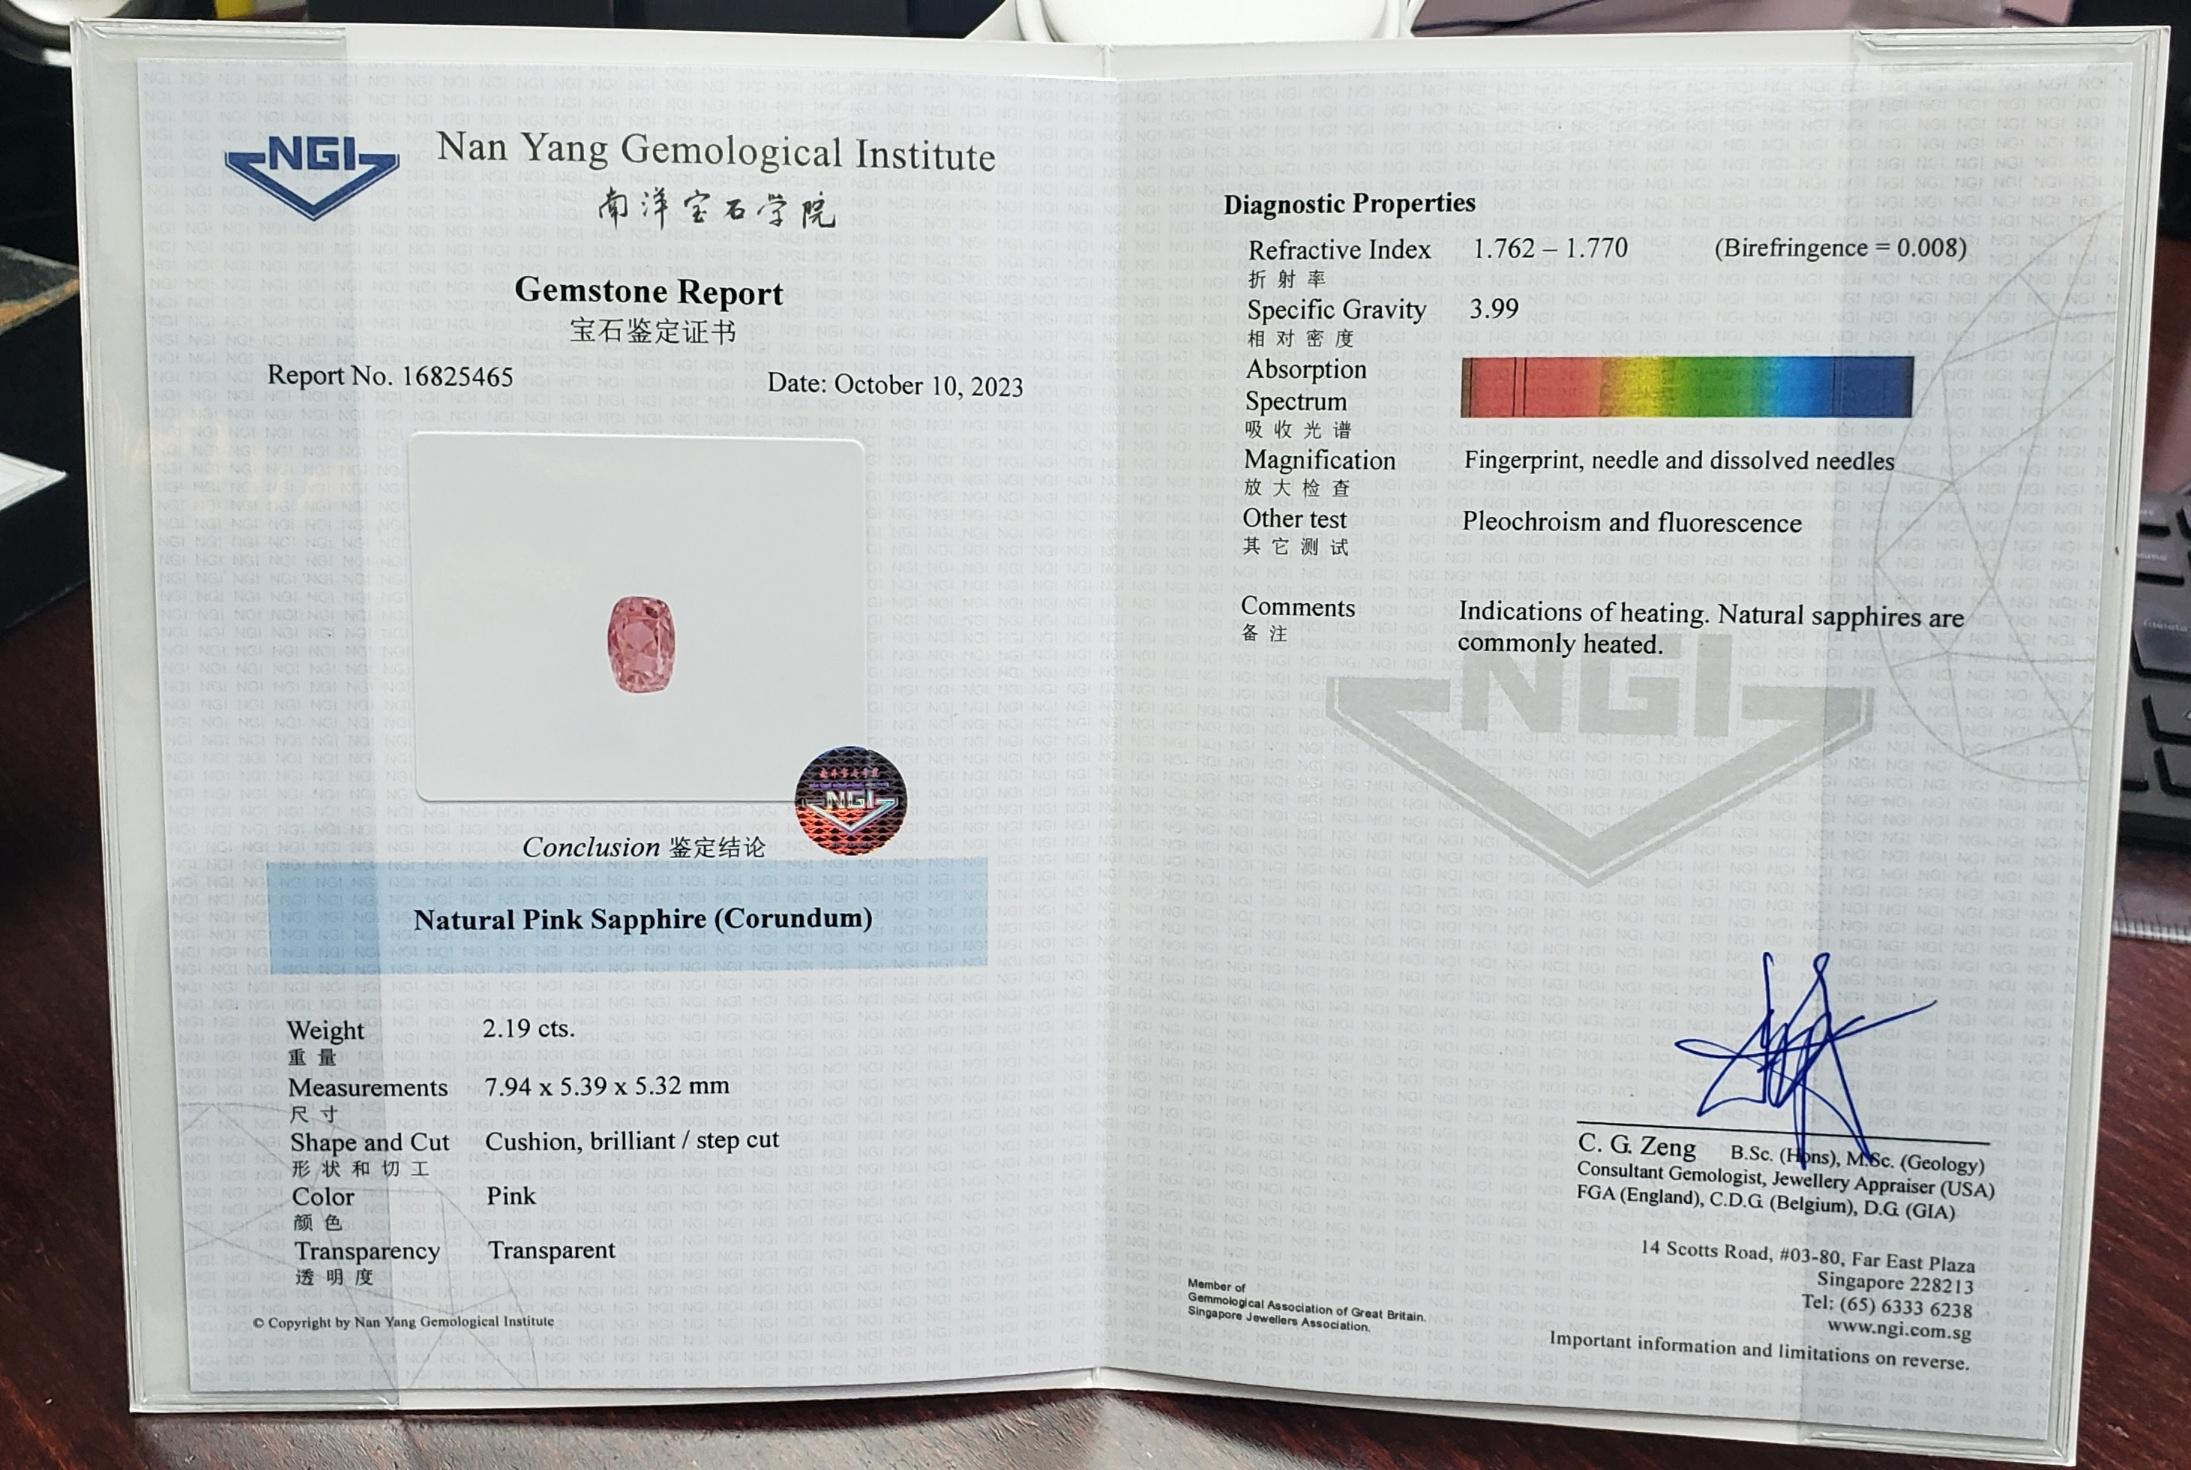 NGI
Nan Yang Gemological Institute
南洋宝石学院
Gemstone Report
宝石鉴定证书
Report No. 16825465
Date: October 10, 2023
NGI
Conclusion 鉴定结论
Natural Pink Sapphire (Corundum)
Weight 2.19 cts.
重量
Measurements 7.94 x 5.39 x 5.32 mm
尺寸
Shape and Cut Cushion, brilliant / step cut
形状和切工
Color Pink
颜色
Transparency Transparent
透明度
© Copyright by Nan Yang Gemological Institute
Diagnostic Properties
Refractive Index 1.762 – 1.770 (Birefringence = 0.008)
折射率
Specific Gravity 3.99
相对密度
Absorption
Spectrum
吸收光谱
Magnification Fingerprint, needle and dissolved needles
放大检查
Other test Pleochroism and fluorescence
其它测试
Comments Indications of heating. Natural sapphires are
备注
commonly heated.
NGI
C. G. Zeng B.Sc. (Hons), M.Sc. (Geology)
Consultant Gemologist, Jewellery Appraiser (USA)
FGA (England), C.D.G. (Belgium), D.G. (GIA)
14 Scotts Road, #03-80, Far East Plaza
Singapore 228213
Tel: (65) 6333 6238
www.ngi.com.sg
Important information and limitations on reverse.
Member of
Gemmological Association of Great Britain.
Singapore Jewellers Association.